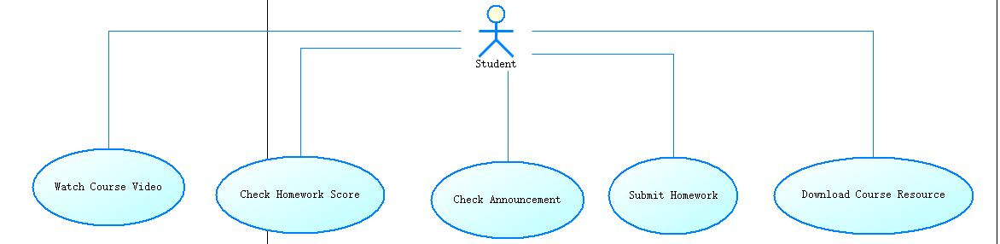 Student
Watch Course Video
Check Homework Score
Check Announcement
Submit Homework
Download Course Resource